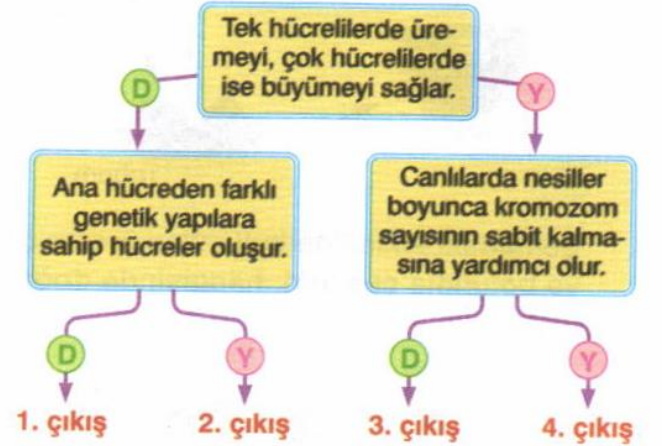 Tek hücrelilerde üre-
meyi, çok hücrelilerde
ise büyümeyi sağlar.
D
Y
Ana hücreden farklı
genetik yapılara
sahip hücreler oluşur.
Canlılarda nesiller
boyunca kromozom
sayısının sabit kalma-
sına yardımcı olur.
D
Y
D
Y
1. çıkış
2. çıkış
3. çıkış
4. çıkış